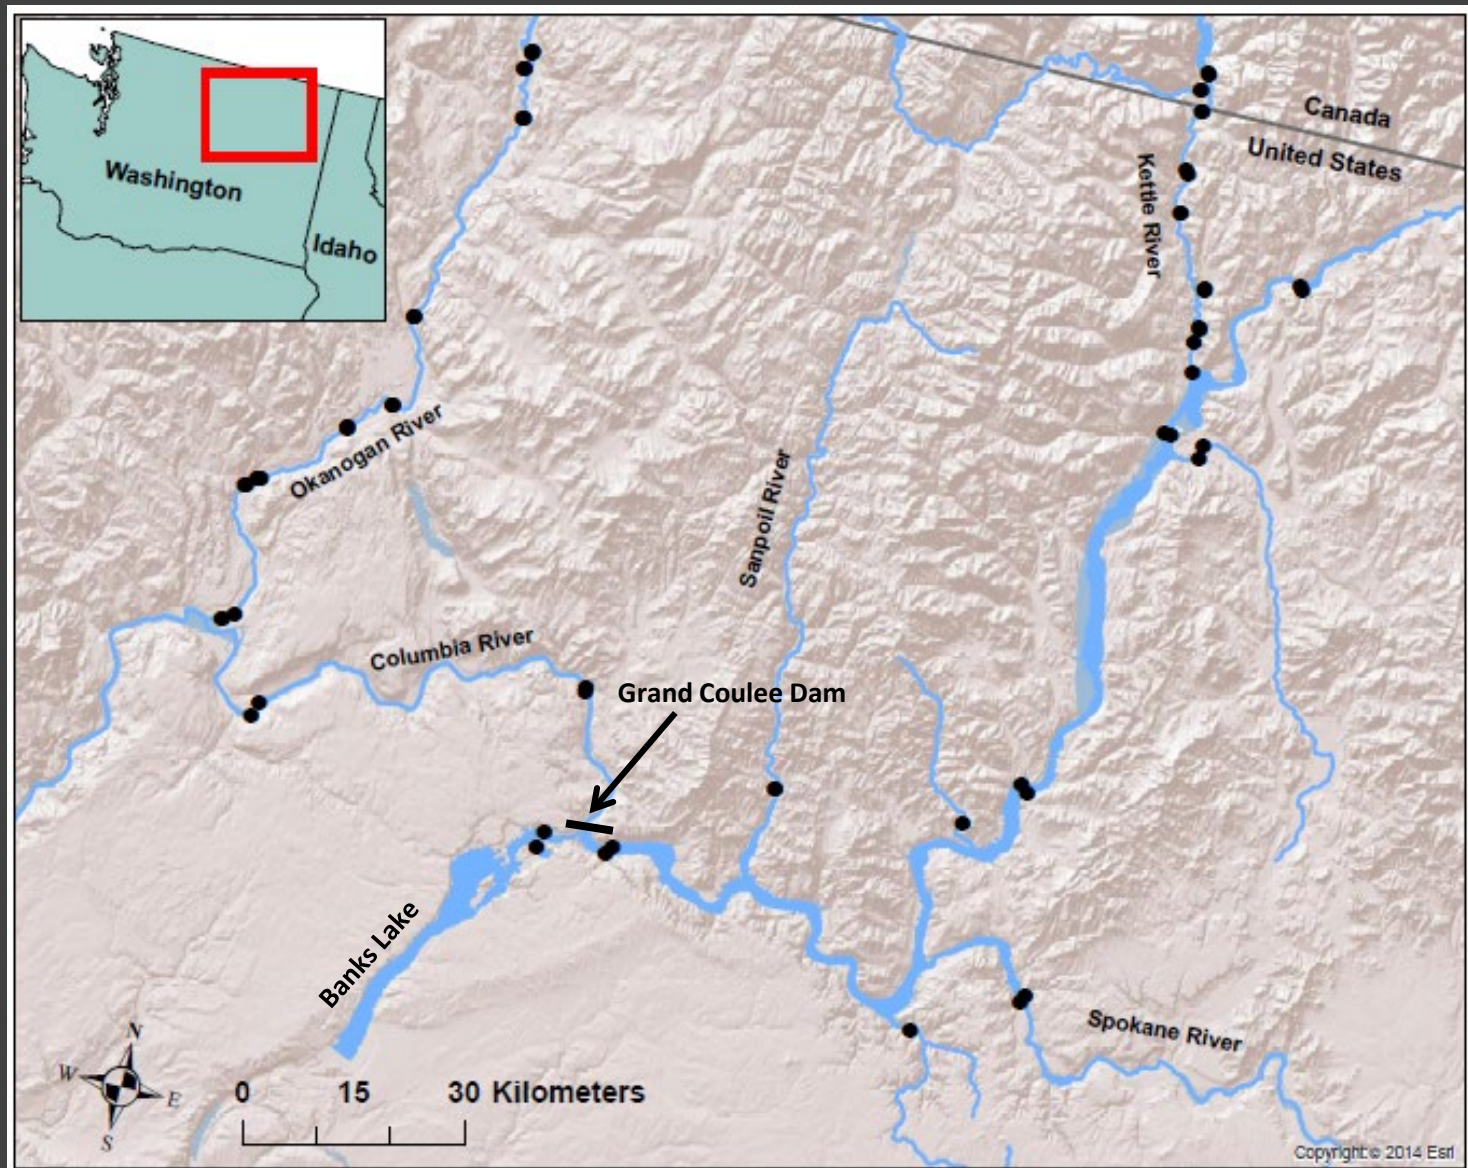 Washington
Idaho
Canada
United States
Kettle River
Okanogan River
Sanpoil River
Columbia River
Grand Coulee Dam
Banks Lake
Spokane River
N
W
E
S
0 15 30 Kilometers
Copyright:© 2014 Esri